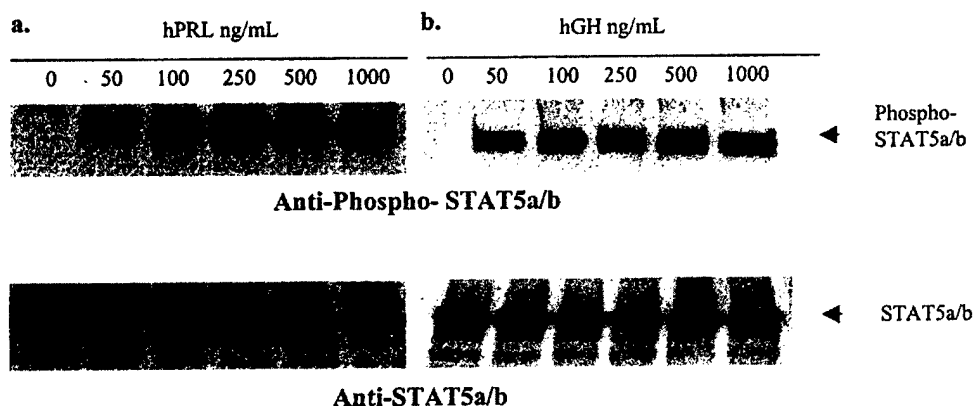 a.
hPRL ng/mL
0 50 100 250 500 1000
b.
hGH ng/mL
0 50 100 250 500 1000
Phospho-
STAT5a/b
Anti-Phospho- STAT5a/b
STAT5a/b
Anti-STAT5a/b